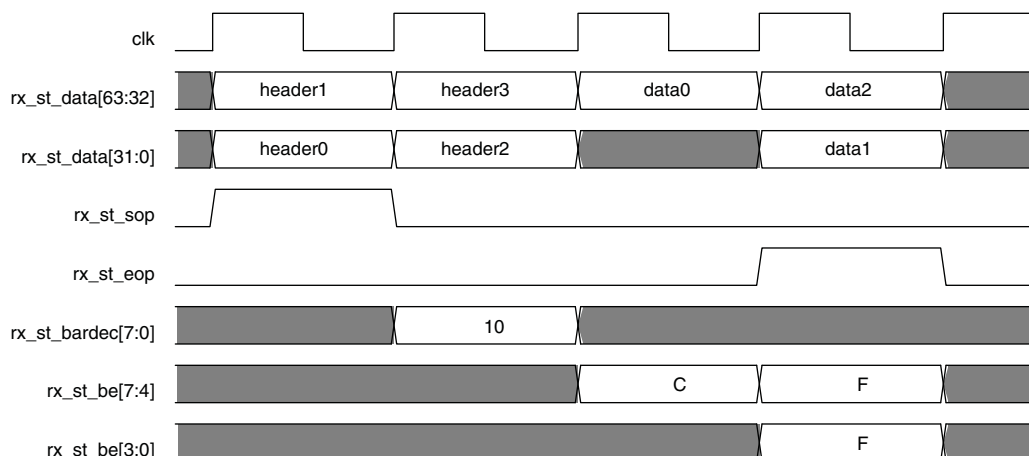 clk
rx_st_data[63:32] header1 header3 data0 data2
rx_st_data[31:0] header0 header2 data1
rx_st_sop
rx_st_eop
rx_st_bardec[7:0] 10
rx_st_be[7:4] C F
rx_st_be[3:0] F